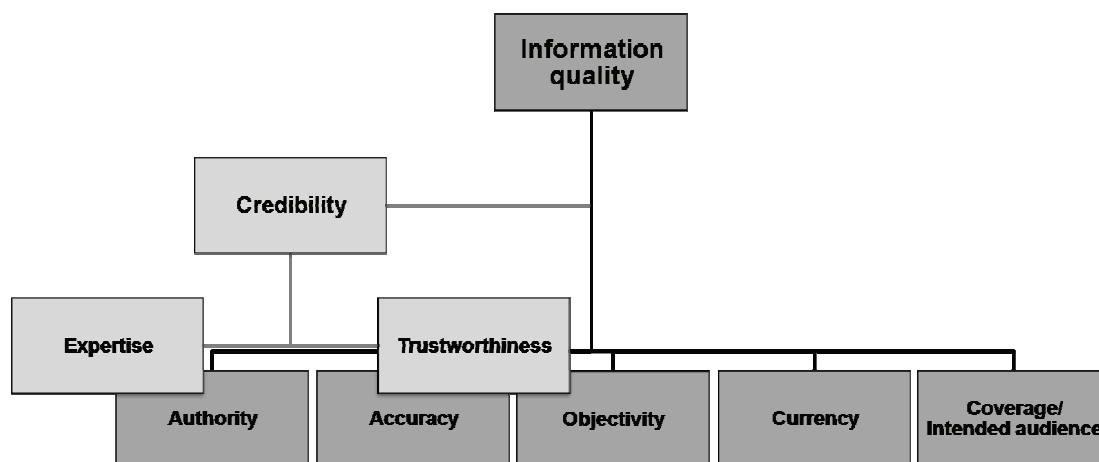 Information
quality
Credibility
Expertise
Trustworthiness
Authority
Accuracy
Objectivity
Currency
Coverage/
Intended audience